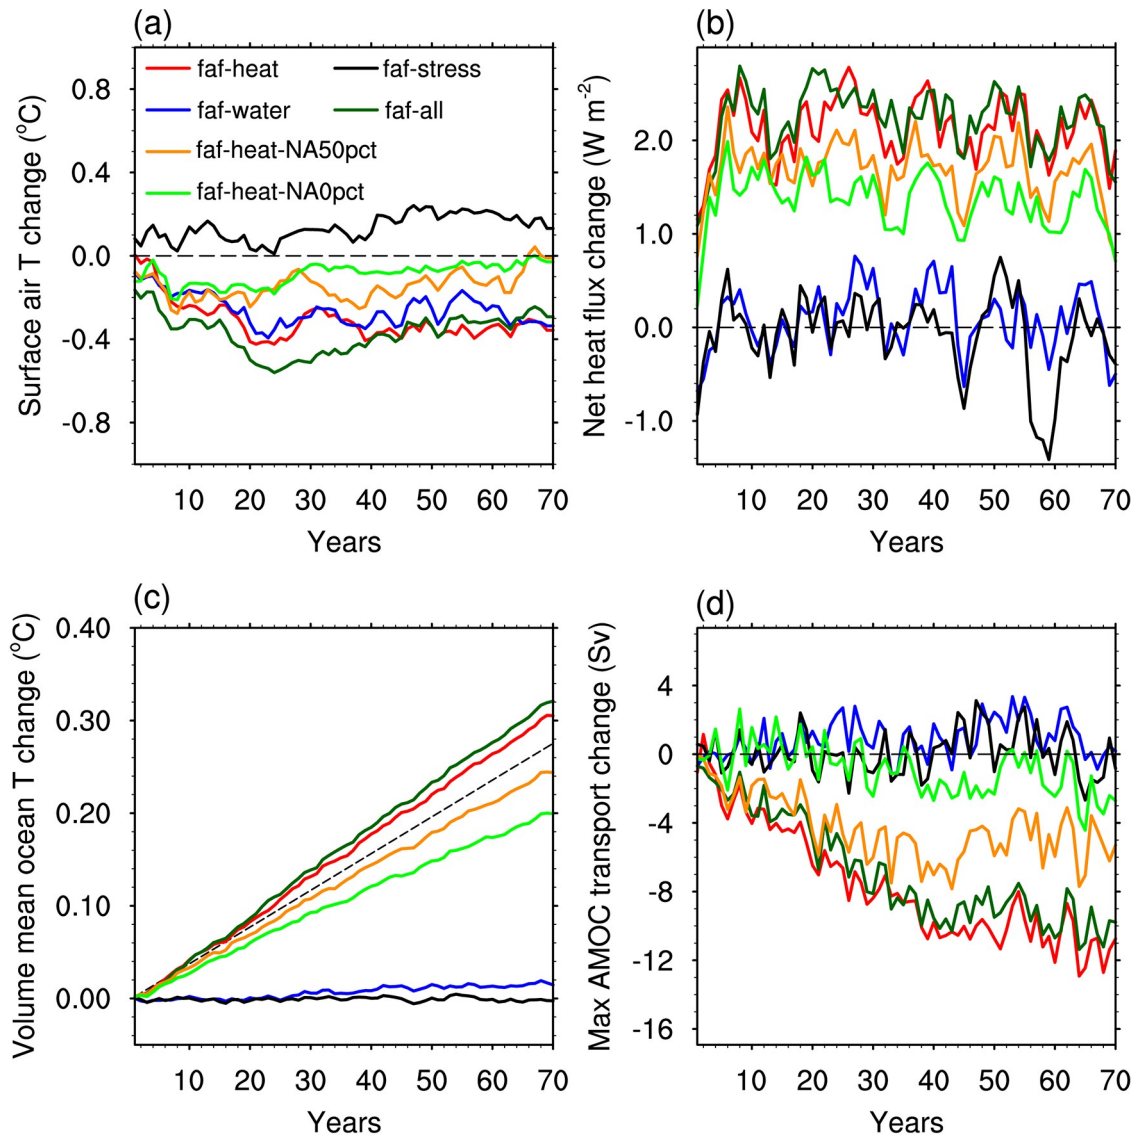 (a)
faf-heat faf-stress
faf-water faf-all
faf-heat-NA50pct
faf-heat-NA0pct
Surface air T change (°C)
0.8
0.4
0.0
-0.4
-0.8
10 20 30 40 50 60 70
Years
(b)
Net heat flux change (W m⁻²)
2.0
1.0
0.0
-1.0
10 20 30 40 50 60 70
Years
(c)
Volume mean ocean T change (°C)
0.40
0.30
0.20
0.10
0.00
10 20 30 40 50 60 70
Years
(d)
Max AMOC transport change (Sv)
4
0
-4
-8
-12
-16
10 20 30 40 50 60 70
Years